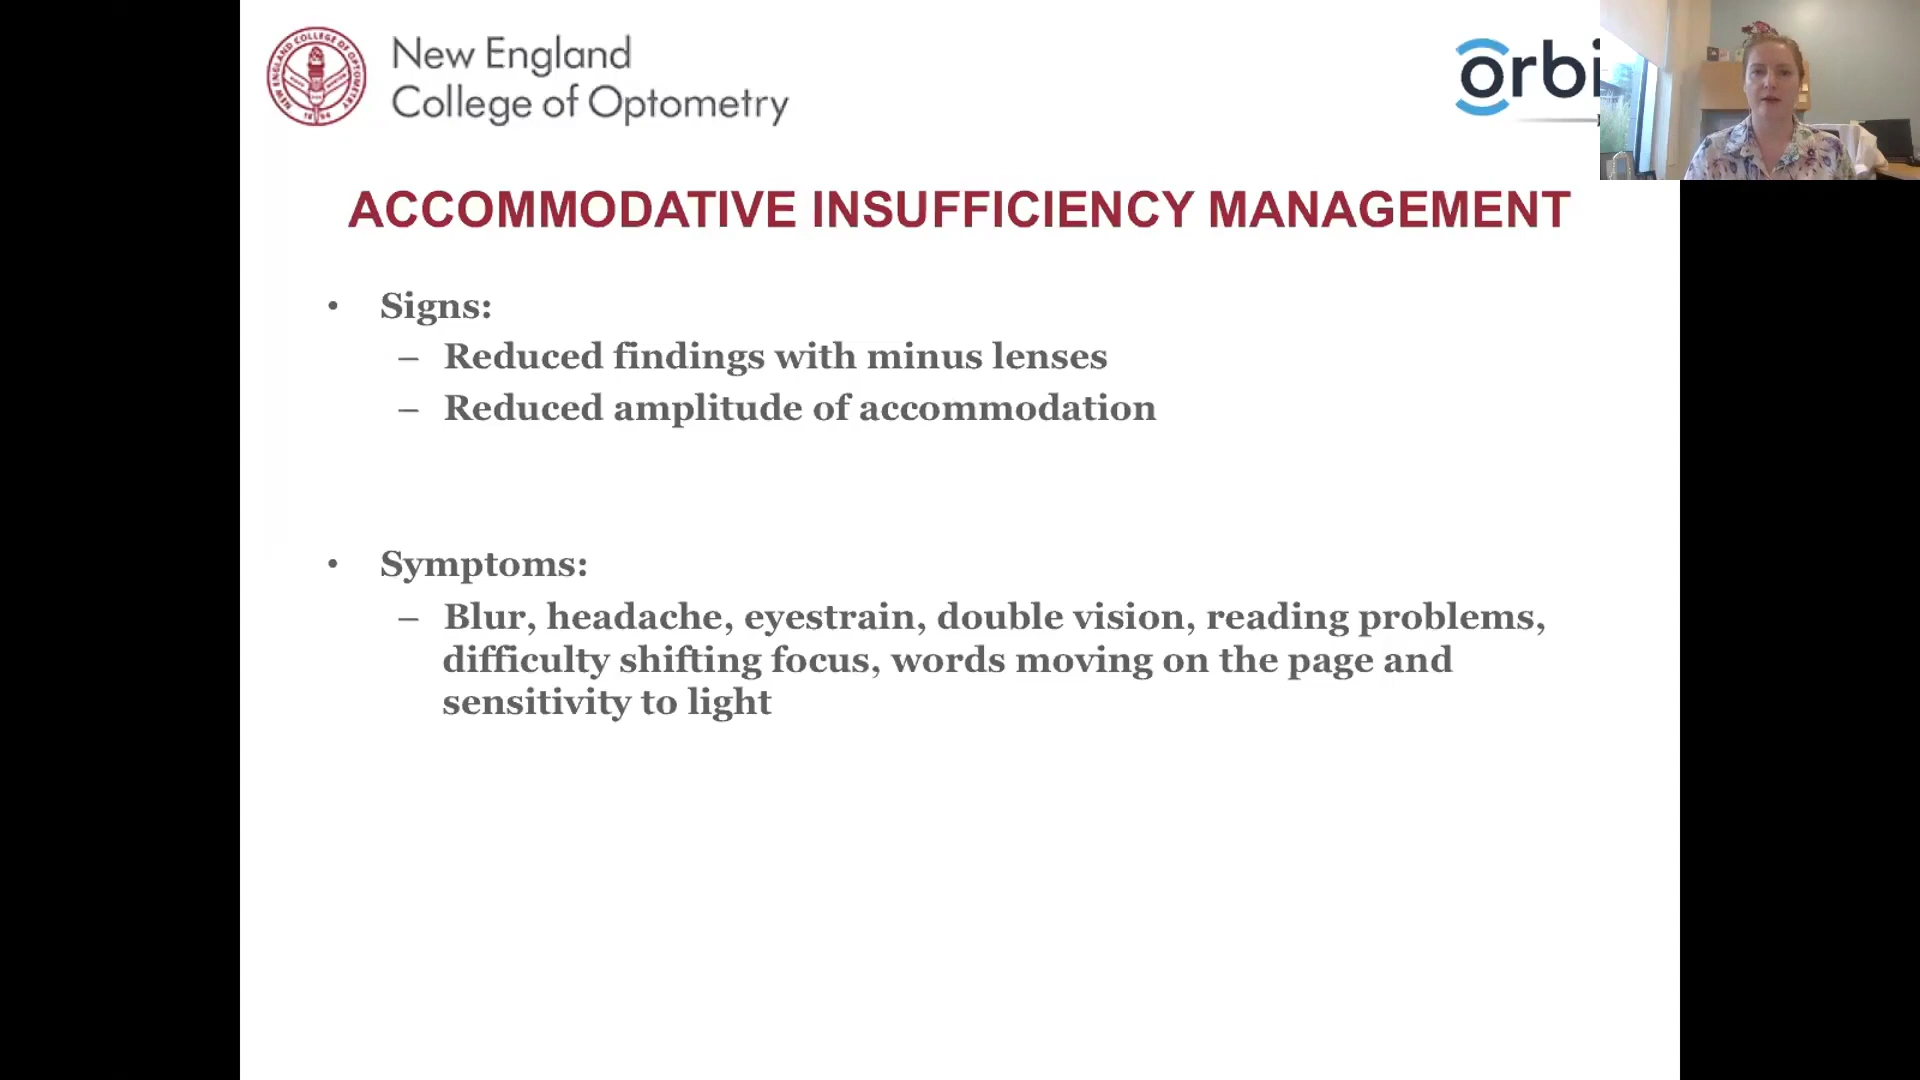 New England
College of Optometry
ACCOMMODATIVE INSUFFICIENCY MANAGEMENT
• Signs:
– Reduced findings with minus lenses
– Reduced amplitude of accommodation
• Symptoms:
– Blur, headache, eyestrain, double vision, reading problems,
difficulty shifting focus, words moving on the page and
sensitivity to light